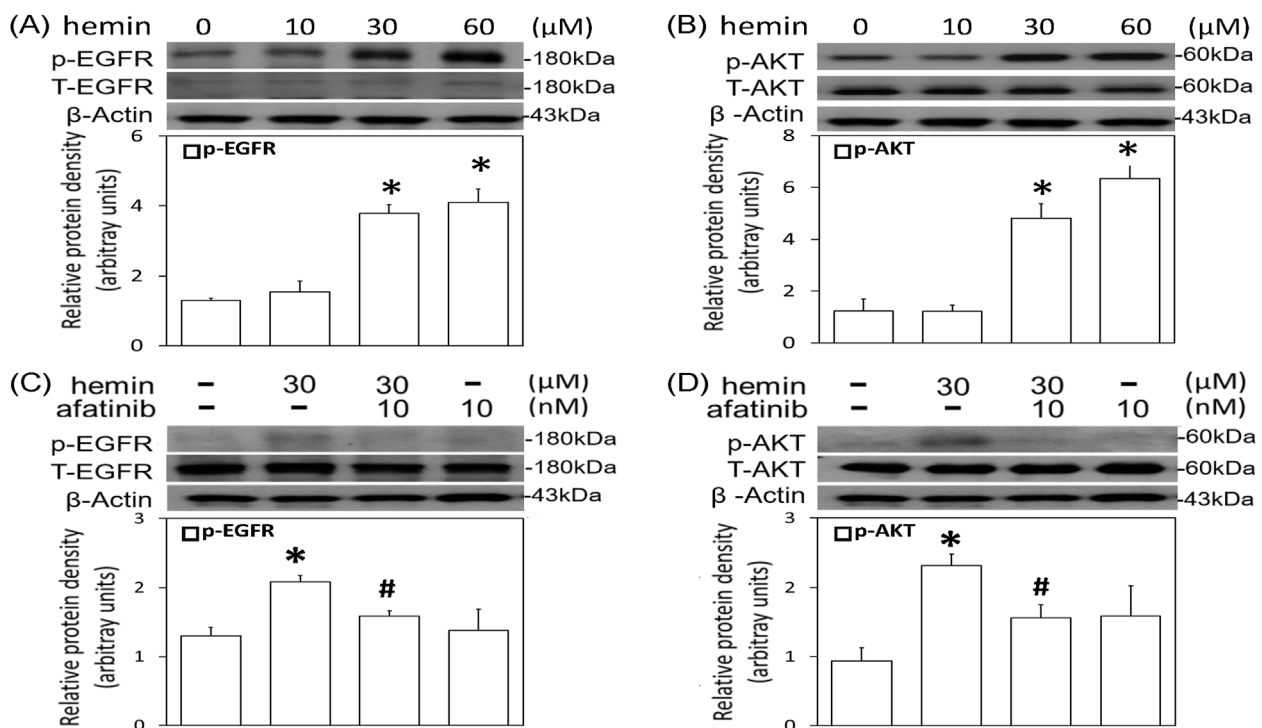 (A) hemin 0 10 30 60 (μM)
p-EGFR -180kDa
T-EGFR -180kDa
β-Actin -43kDa
Relative protein density
(arbitray units)
6
4
2
0
p-EGFR
*
*
(B) hemin 0 10 30 60 (μM)
p-AKT -60kDa
T-AKT -60kDa
β -Actin -43kDa
Relative protein density
(arbitray units)
8
6
4
2
0
p-AKT
*
*
(C) hemin - 30 30 - (μM)
afatinib - - 10 10 (nM)
p-EGFR -180kDa
T-EGFR -180kDa
β-Actin -43kDa
Relative protein density
(arbitray units)
3
2
1
0
p-EGFR
*
#
(D) hemin - 30 30 - (μM)
afatinib - - 10 10 (nM)
p-AKT -60kDa
T-AKT -60kDa
β -Actin -43kDa
Relative protein density
(arbitray units)
3
2
1
0
p-AKT
*
#